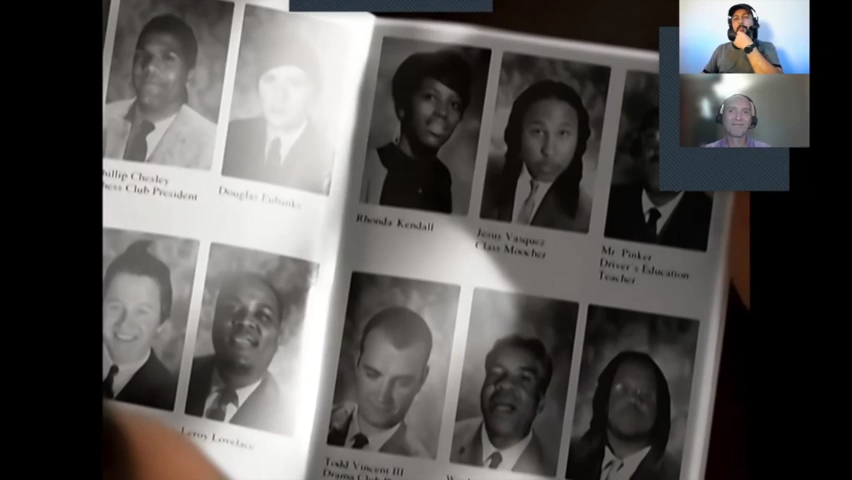 hillip Chesley
hess Club President
Douglas Eubanks
Rhonda Kendall
Jesus Vasquez
Class Moocher
Mr. Pinker
Driver's Education
Teacher
Leroy Lovelace
Todd Vincent III
Drama Club